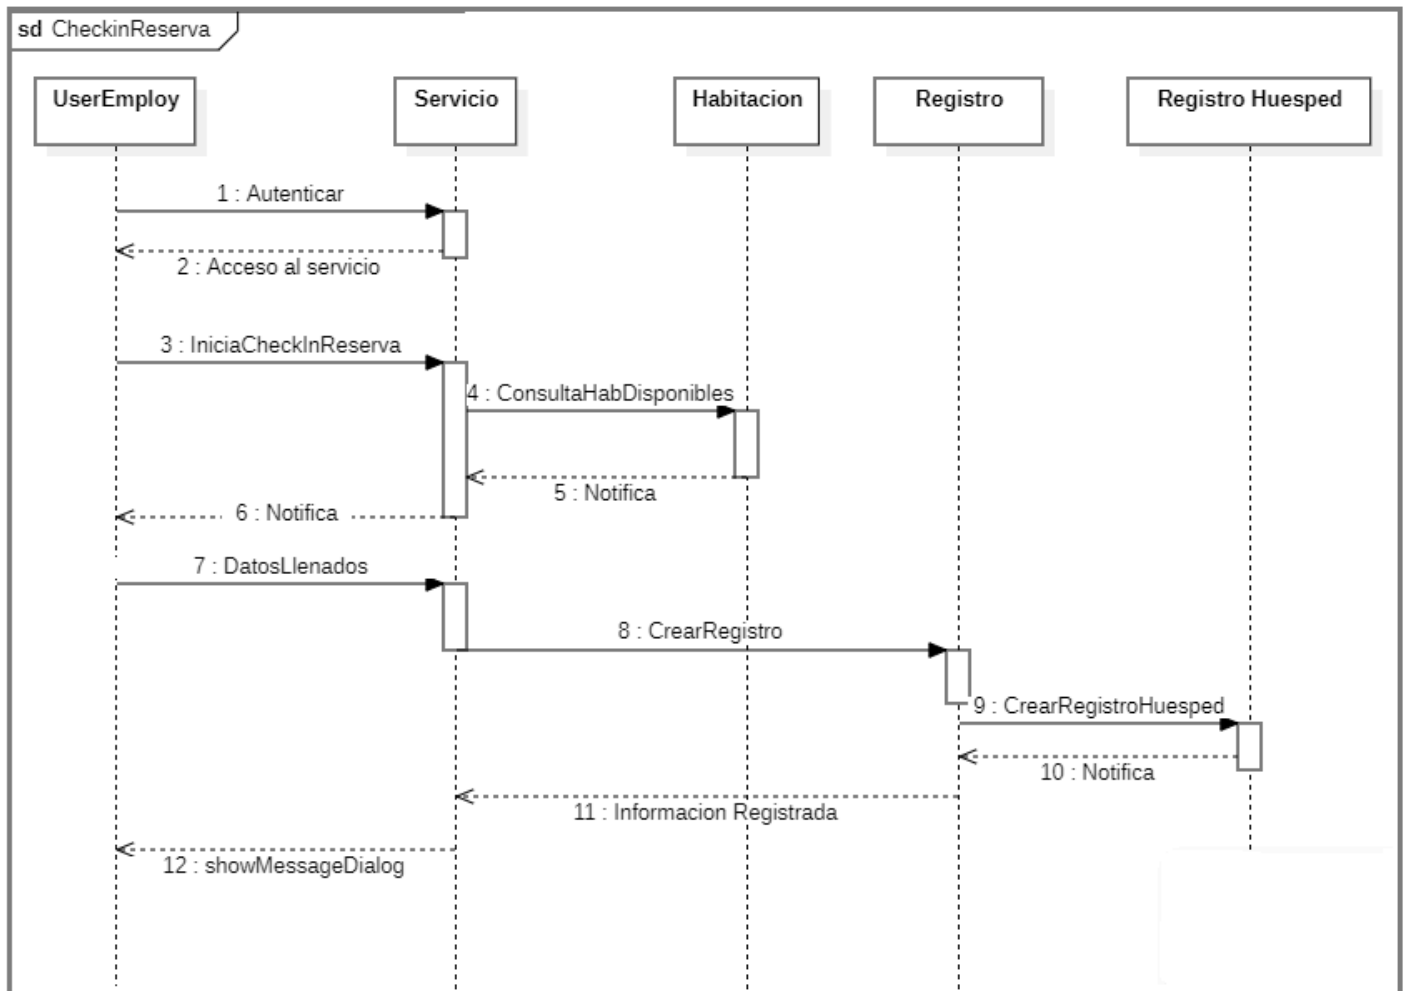 sd CheckinReserva
UserEmploy
Servicio
Habitacion
Registro
Registro Huesped
1 : Autenticar
2 : Acceso al servicio
3 : IniciaCheckInReserva
4 : ConsultaHabDisponibles
5 : Notifica
6 : Notifica
7 : DatosLlenados
8 : CrearRegistro
9 : CrearRegistroHuesped
10 : Notifica
11 : Informacion Registrada
12 : showMessageDialog